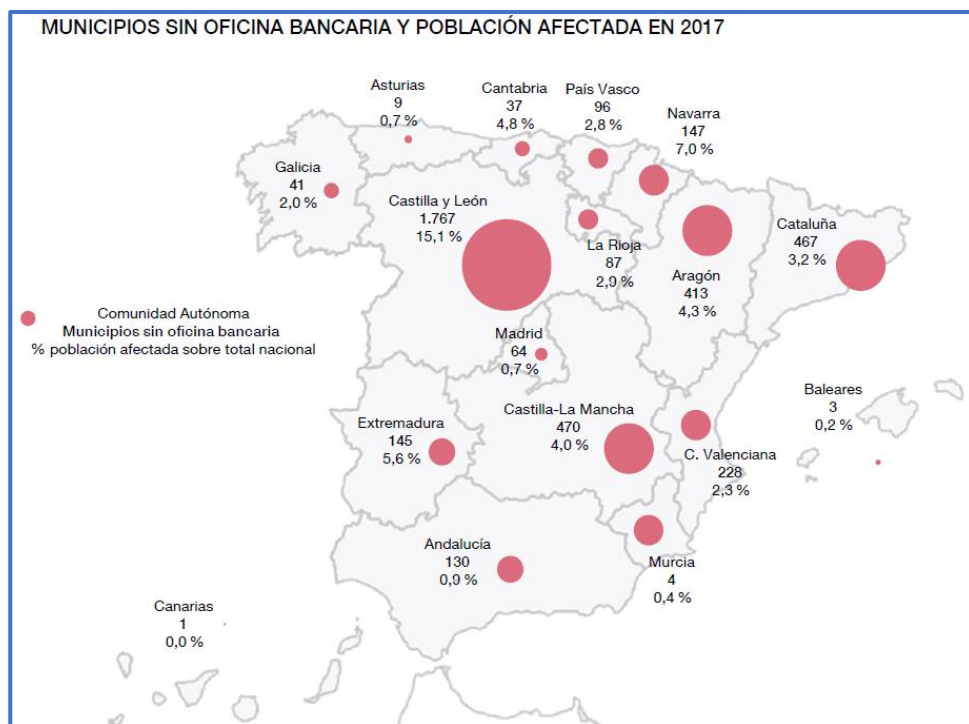 MUNICIPIOS SIN OFICINA BANCARIA Y POBLACIÓN AFECTADA EN 2017
Asturias
9
0,7 %
Cantabria
37
4,8 %
País Vasco
96
2,8 %
Navarra
147
7,0 %
Galicia
41
2,0 %
Castilla y León
1.767
15,1 %
La Rioja
87
2,9 %
Aragón
413
4,3 %
Cataluña
467
3,2 %
Comunidad Autónoma
Municipios sin oficina bancaria
% población afectada sobre total nacional
Madrid
64
0,7 %
Baleares
3
0,2 %
Extremadura
145
5,6 %
Castilla-La Mancha
470
4,0 %
C. Valenciana
228
2,3 %
Andalucía
130
0,9 %
Murcia
4
0,4 %
Canarias
1
0,0 %